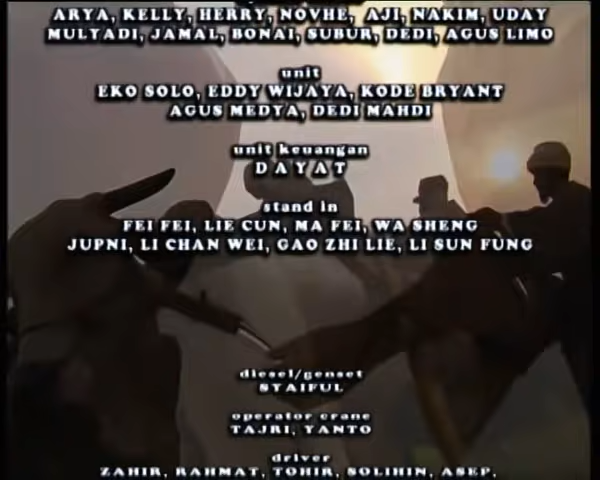 ARYA, KELLY, HERRY, NOVHE, AJI, NAKIM, UDAY
MULYADI, JAMAL, BONAI, SUBUR, DEDI, AGUS LIMO
unit
EKO SOLO, EDDY WIJAYA, KODE BRYANT
AGUS MEDYA, DEDI MAHDI
unit keuangan
DAYAT
stand in
FEI FEI, LIE CUN, MA FEI, WA SHENG
JUPNI, LI CHAN WEI, GAO ZHI LIE, LI SUN FUNG
diesel/genset
SYAIFUL
operator crane
TAJRI, YANTO
driver
ZAHIR, RAHMAT, TOHIR, SOLIHIN, ASEP,